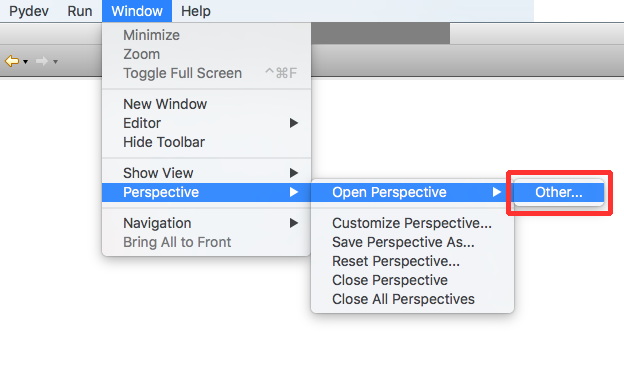 Pydev Run Window Help
Minimize
Zoom
Toggle Full Screen ^⌘F
New Window
Editor
Hide Toolbar
Show View
Perspective
Navigation
Bring All to Front
Open Perspective
Customize Perspective...
Save Perspective As...
Reset Perspective...
Close Perspective
Close All Perspectives
Other...